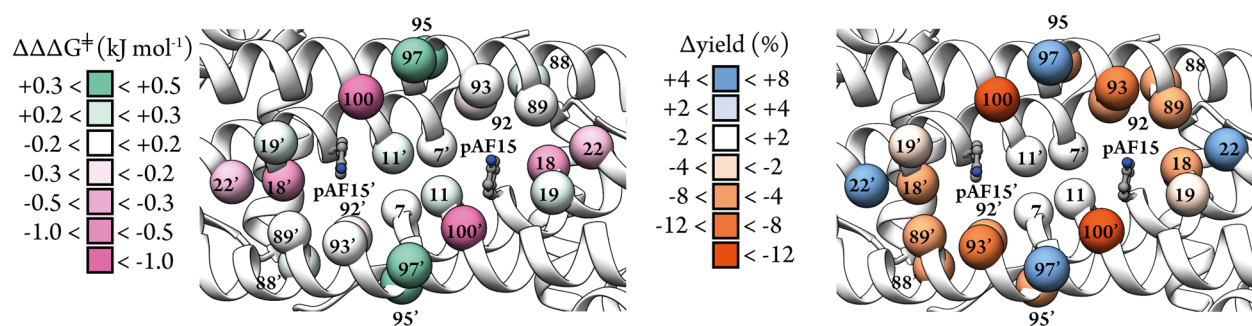 ΔΔΔG‡ (kJ mol⁻¹)
+0.3 < < +0.5
+0.2 < < +0.3
-0.2 < < +0.2
-0.3 < < -0.2
-0.5 < < -0.3
-1.0 < < -0.5
< -1.0
95
97
88
93
100
89
92
19'
11'
7'
pAF15
22
18
22'
18'
pAF15'
11
19
92'
7
100'
89'
93'
97'
88'
95'
Δyield (%)
+4 < < +8
+2 < < +4
-2 < < +2
-4 < < -2
-8 < < -4
-12 < < -8
< -12
95
97
88
93
100
89
92
19'
11'
7'
pAF15
22
18
22'
18'
pAF15'
11
19
92'
7
100'
89'
93'
97'
88'
95'